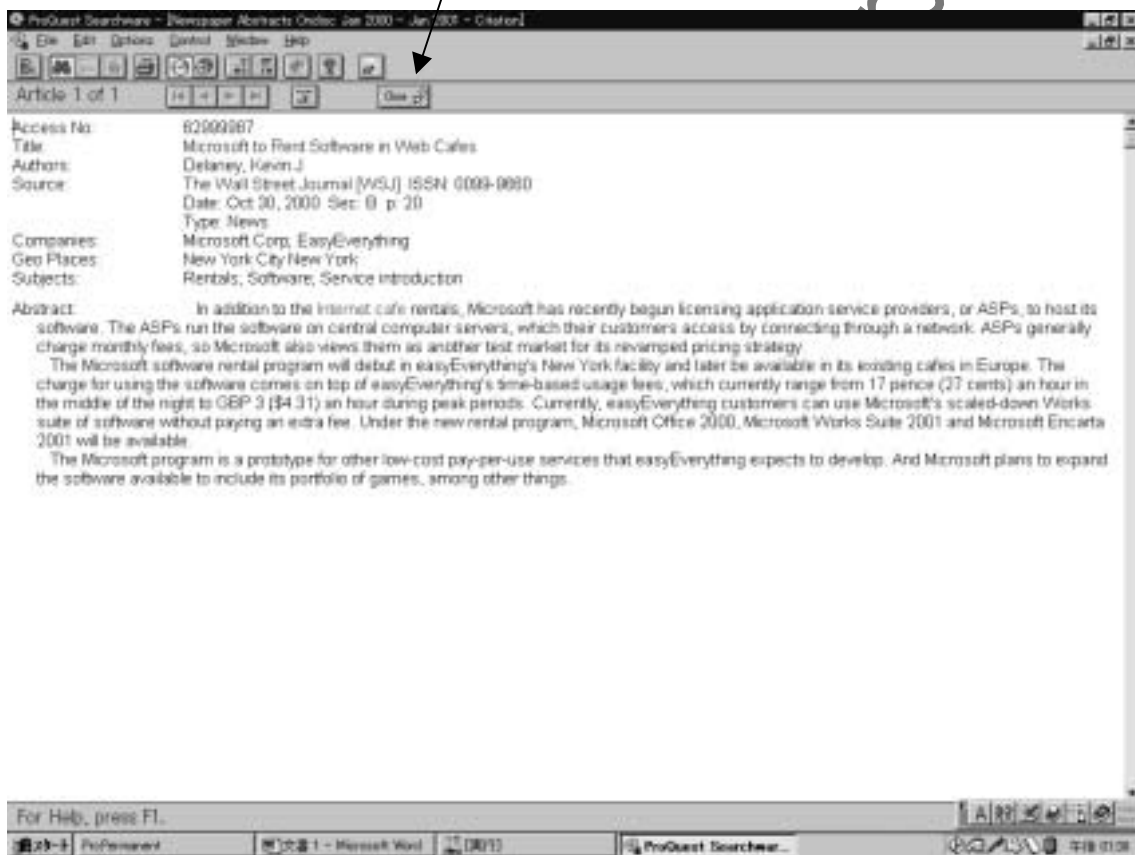 ProQuest Searchware - [Newspaper Abstracts Ondisc Jan 2000 - Jan 2001 - Citation]
File Edit Options Control Window Help
Article 1 of 1 Close
Access No: 62999987
Title: Microsoft to Rent Software in Web Cafes
Authors: Delaney, Kevin J
Source: The Wall Street Journal [WSJ] ISSN: 0099-9660
Date: Oct 30, 2000 Sec: B p: 20
Type: News
Companies: Microsoft Corp; EasyEverything
Geo Places: New York City New York
Subjects: Rentals; Software; Service introduction
Abstract: In addition to the internet cafe rentals, Microsoft has recently begun licensing application service providers, or ASPs, to host its
software. The ASPs run the software on central computer servers, which their customers access by connecting through a network. ASPs generally
charge monthly fees, so Microsoft also views them as another test market for its revamped pricing strategy.
The Microsoft software rental program will debut in easyEverything's New York facility and later be available in its existing cafes in Europe. The
charge for using the software comes on top of easyEverything's time-based usage fees, which currently range from 17 pence (27 cents) an hour in
the middle of the night to GBP 3 ($4.31) an hour during peak periods. Currently, easyEverything customers can use Microsoft's scaled-down Works
suite of software without paying an extra fee. Under the new rental program, Microsoft Office 2000, Microsoft Works Suite 2001 and Microsoft Encarta
2001 will be available.
The Microsoft program is a prototype for other low-cost pay-per-use services that easyEverything expects to develop. And Microsoft plans to expand
the software available to include its portfolio of games, among other things.
For Help, press F1.
スタート ProPermanent 文書 1 - Microsoft Word ProQuest Searchwar...